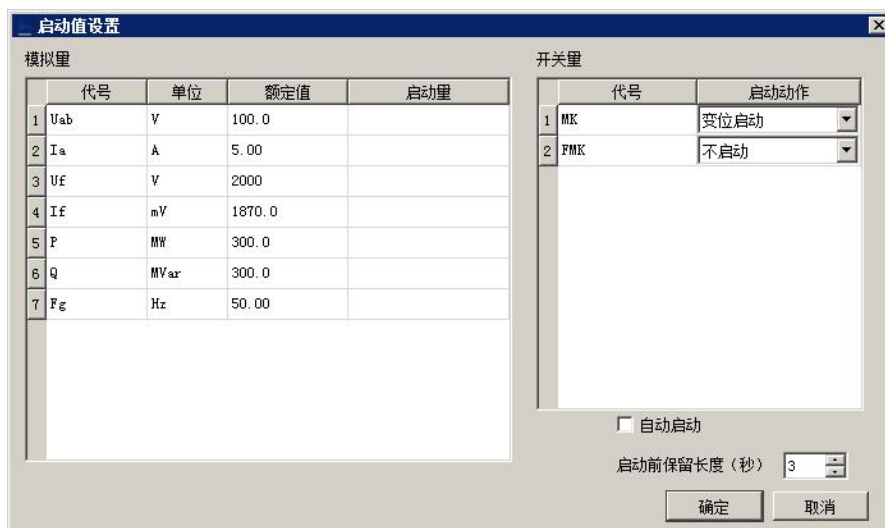 启动值设置
模拟量
代号 单位 额定值 启动量
1 Uab V 100.0
2 Ia A 5.00
3 Uf V 2000
4 If mV 1870.0
5 P MW 300.0
6 Q MVar 300.0
7 Fg Hz 50.00
开关量
代号 启动动作
1 MK 变位启动
2 FMK 不启动
自动启动
启动前保留长度（秒） 3
确定 取消